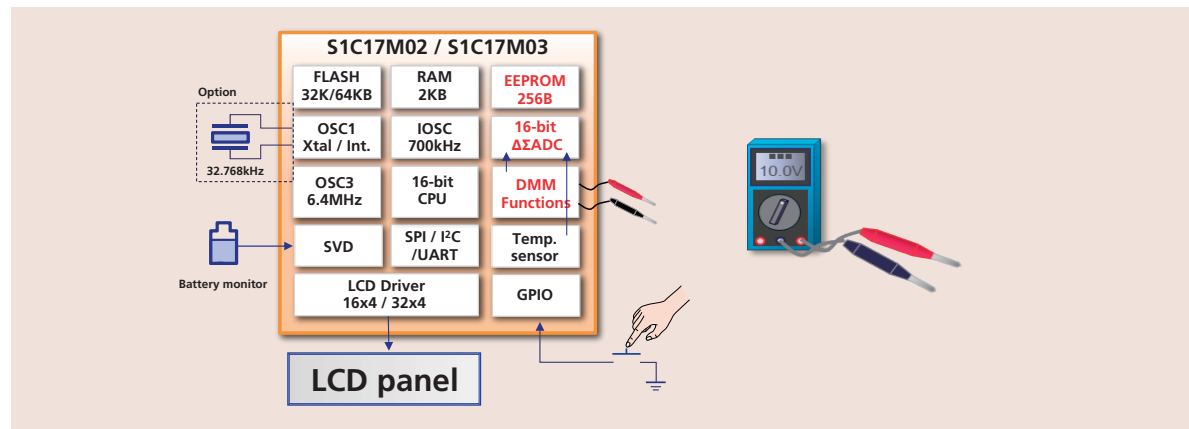 S1C17M02 / S1C17M03
FLASH
32K/64KB
RAM
2KB
EEPROM
256B
Option
OSC1
Xtal / Int.
IOSC
700kHz
16-bit
ΔΣADC
32.768kHz
OSC3
6.4MHz
16-bit
CPU
DMM
Functions
10.0V
SVD
SPI / I²C
/UART
Temp.
sensor
Battery monitor
LCD Driver
16x4 / 32x4
GPIO
LCD panel